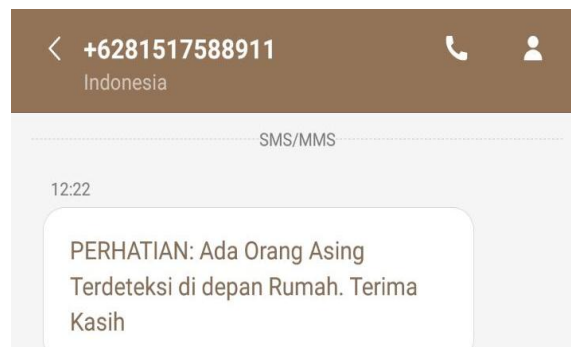 +6281517588911
Indonesia
SMS/MMS
12:22
PERHATIAN: Ada Orang Asing
Terdeteksi di depan Rumah. Terima
Kasih